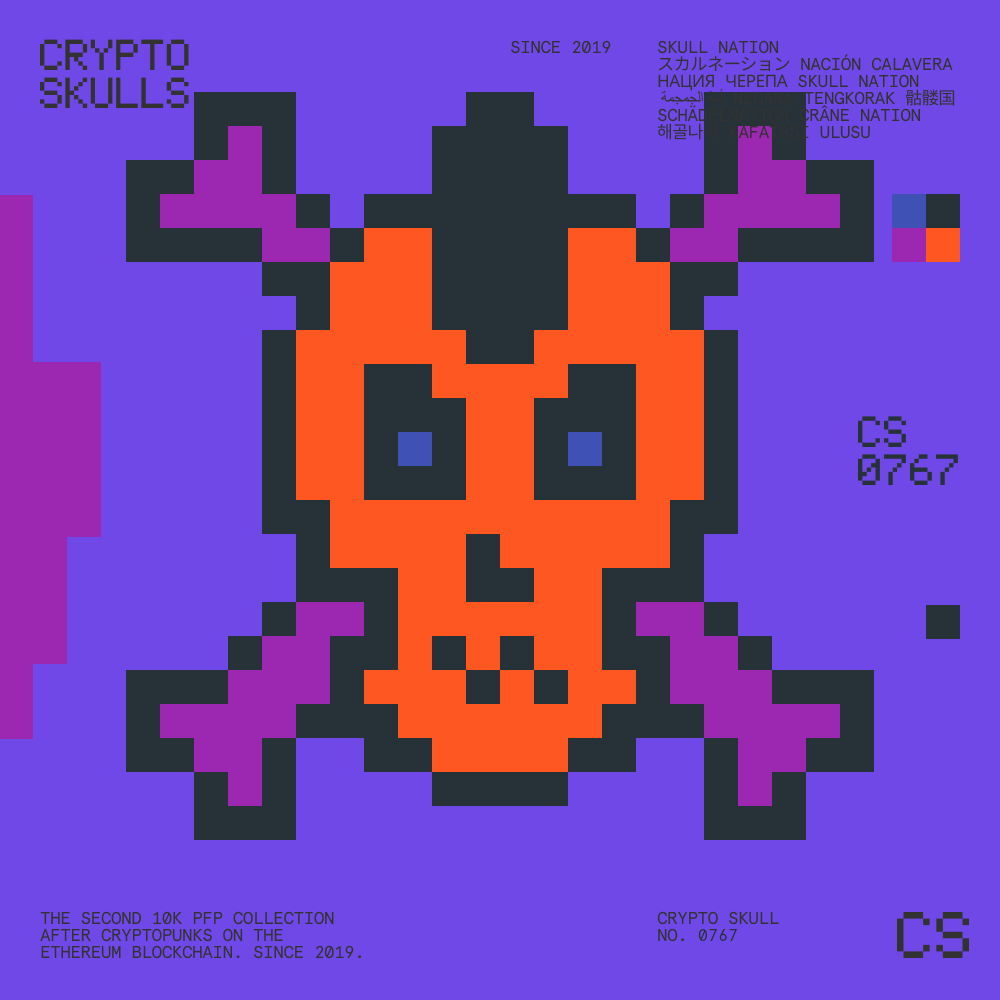 CRYPTO
SKULLS
SINCE 2019
SKULL NATION
スカルネーション NACIÓN CALAVERA
НАЦИЯ ЧЕРЕПА SKULL NATION
TENGKORAK 骷髅国
CRÂNE NATION
해골 ULUSU
CS
0767
THE SECOND 10K PFP COLLECTION
AFTER CRYPTOPUNKS ON THE
ETHEREUM BLOCKCHAIN. SINCE 2019.
CRYPTO SKULL
NO. 0767
CS